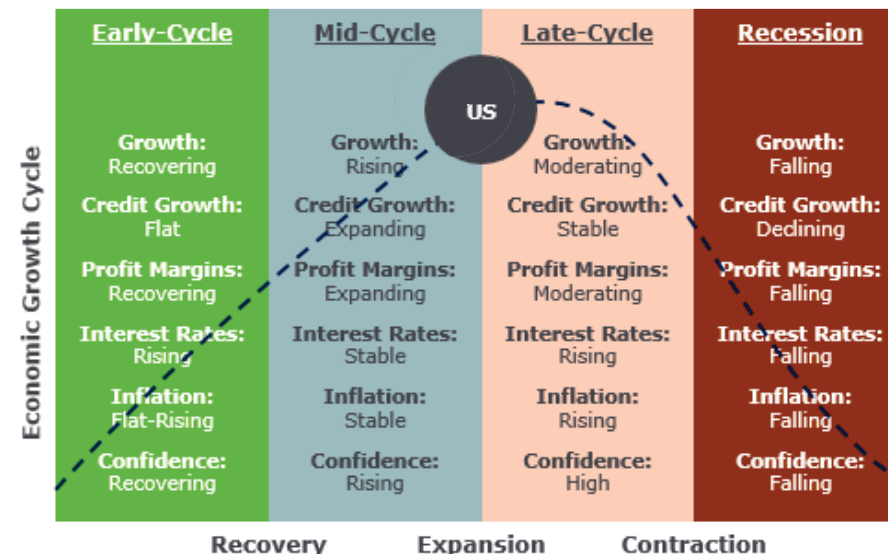 Early-Cycle
Growth:
Recovering
Credit Growth:
Flat
Profit Margins:
Recovering
Interest Rates:
Rising
Inflation:
Flat-Rising
Confidence:
Recovering
Mid-Cycle
Growth:
Rising
Credit Growth:
Expanding
Profit Margins:
Expanding
Interest Rates:
Stable
Inflation:
Stable
Confidence:
Rising
US
Late-Cycle
Growth:
Moderating
Credit Growth:
Stable
Profit Margins:
Moderating
Interest Rates:
Rising
Inflation:
Rising
Confidence:
High
Recession
Growth:
Falling
Credit Growth:
Declining
Profit Margins:
Falling
Interest Rates:
Falling
Inflation:
Falling
Confidence:
Falling
Economic Growth Cycle
Recovery
Expansion
Contraction